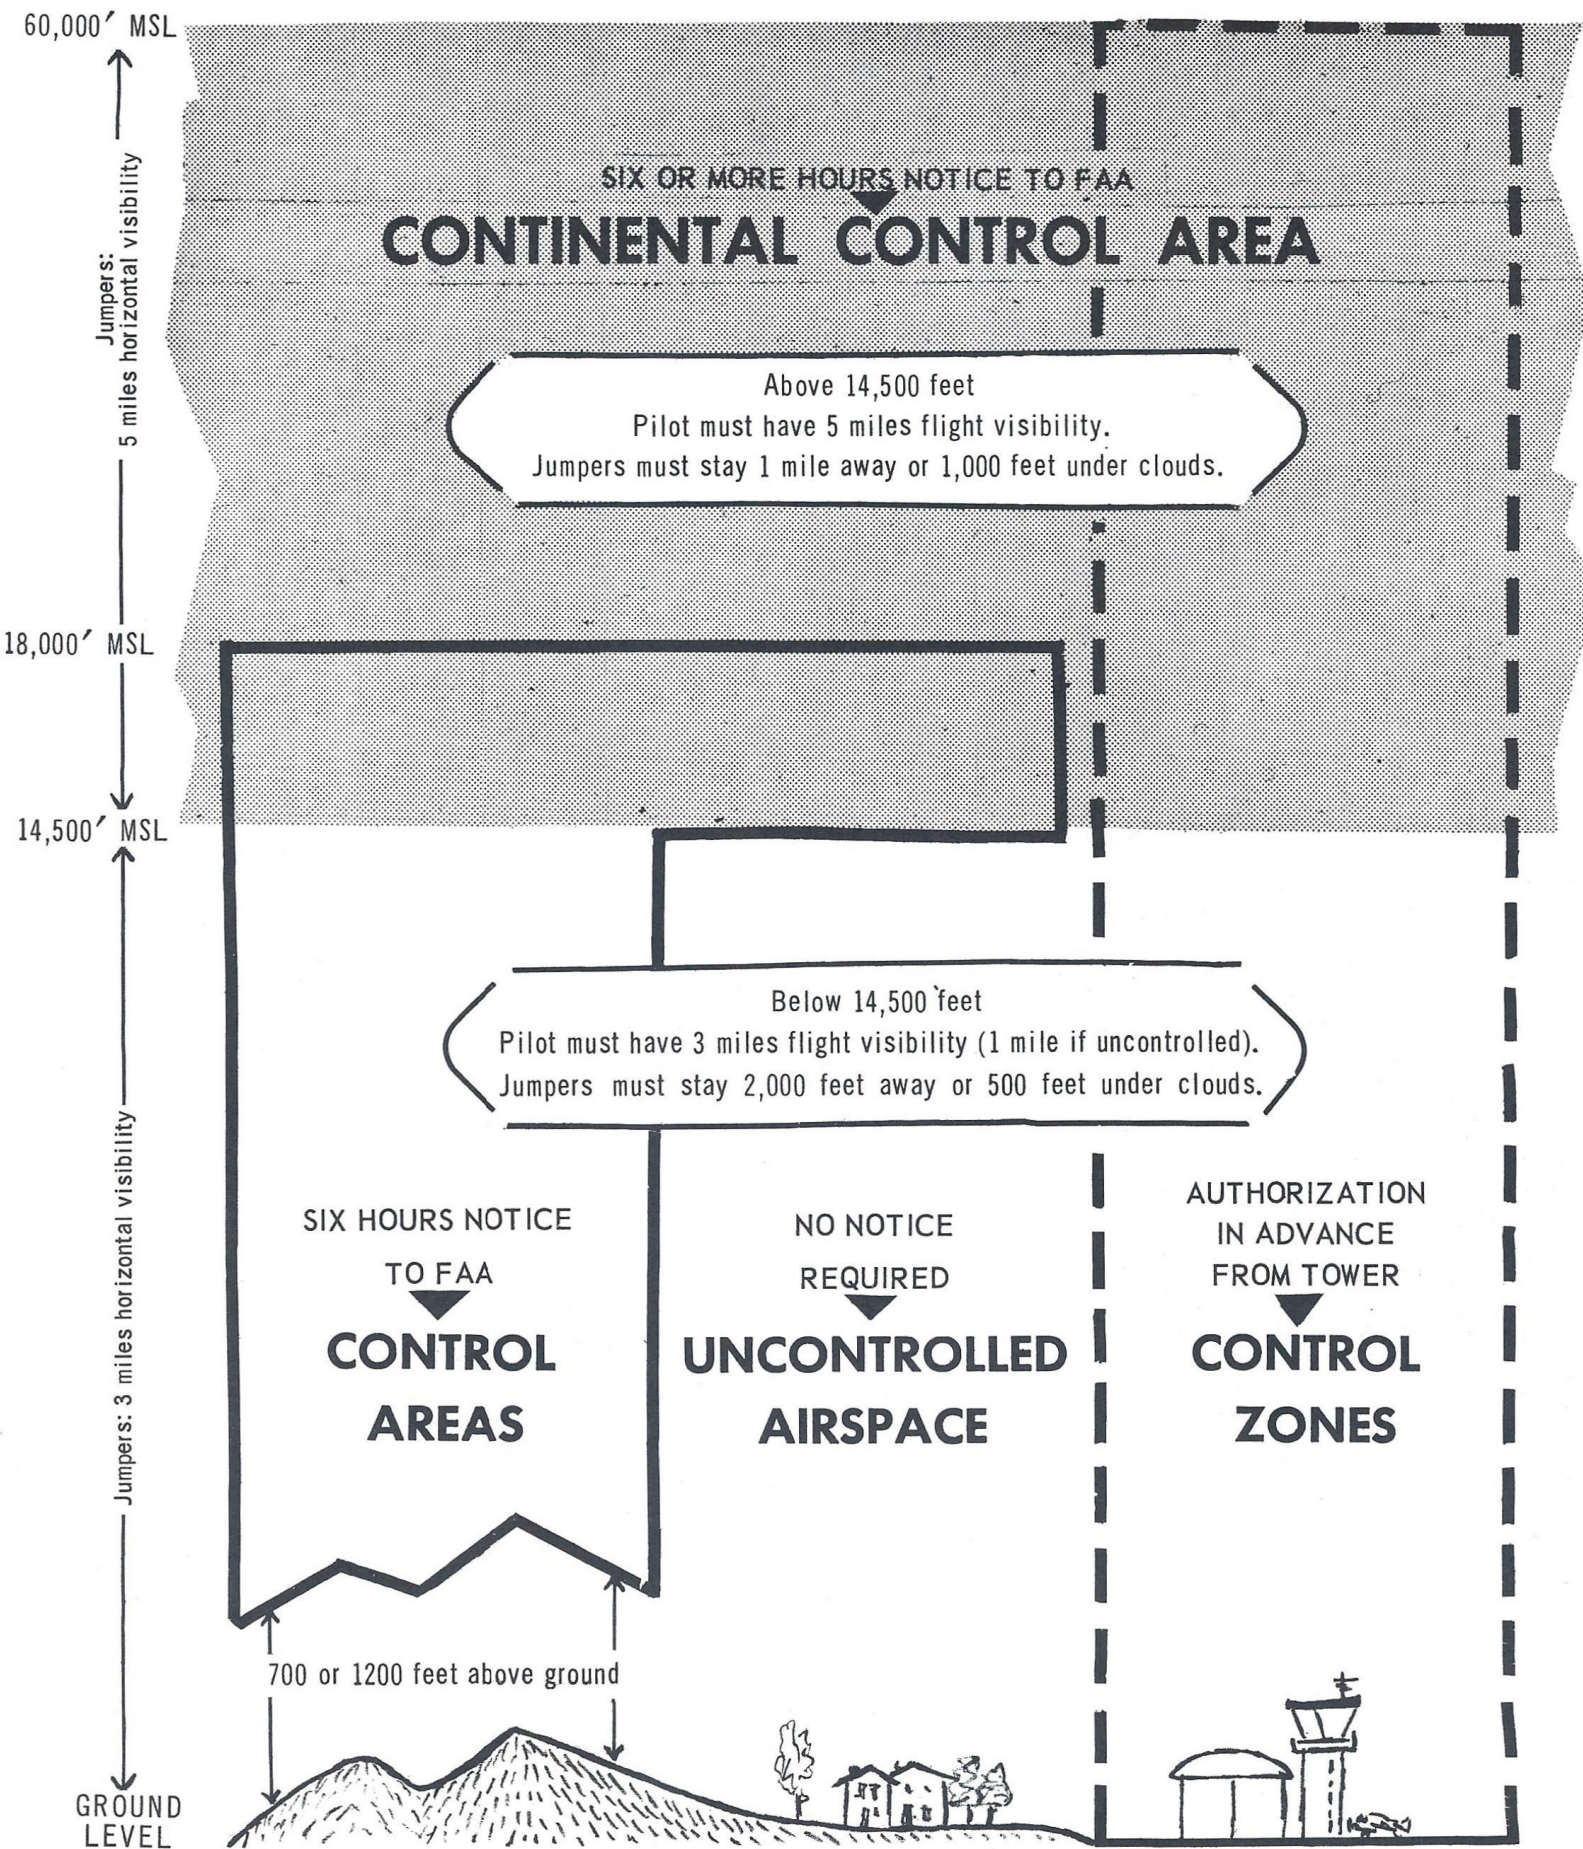 60,000′ MSL
Jumpers:
5 miles horizontal visibility
SIX OR MORE HOURS NOTICE TO FAA
CONTINENTAL CONTROL AREA
Above 14,500 feet
Pilot must have 5 miles flight visibility.
Jumpers must stay 1 mile away or 1,000 feet under clouds.
18,000′ MSL
14,500′ MSL
Below 14,500 feet
Pilot must have 3 miles flight visibility (1 mile if uncontrolled).
Jumpers must stay 2,000 feet away or 500 feet under clouds.
Jumpers: 3 miles horizontal visibility
SIX HOURS NOTICE
TO FAA
CONTROL
AREAS
NO NOTICE
REQUIRED
UNCONTROLLED
AIRSPACE
AUTHORIZATION
IN ADVANCE
FROM TOWER
CONTROL
ZONES
700 or 1200 feet above ground
GROUND
LEVEL